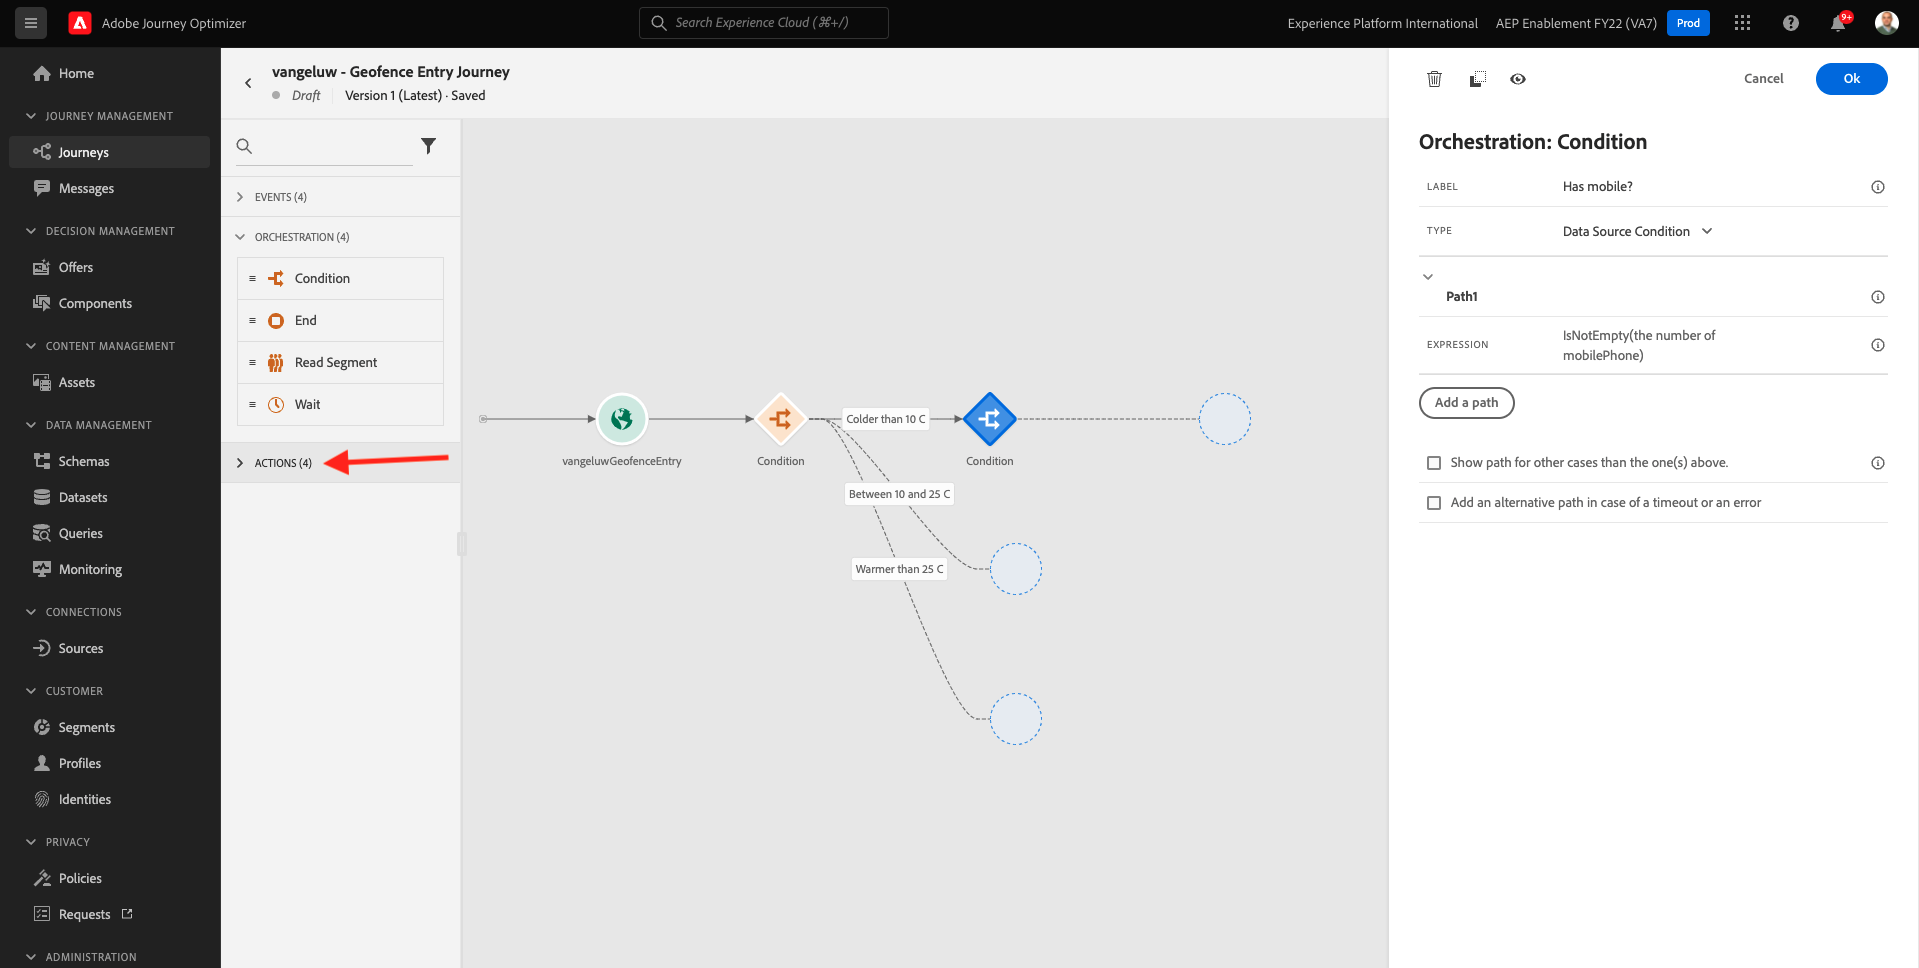 Adobe Journey Optimizer
Search Experience Cloud (⌘+/)
Experience Platform International
AEP Enablement FY22 (VA7)
Prod
9+
Home
JOURNEY MANAGEMENT
Journeys
Messages
DECISION MANAGEMENT
Offers
Components
CONTENT MANAGEMENT
Assets
DATA MANAGEMENT
Schemas
Datasets
Queries
Monitoring
CONNECTIONS
Sources
CUSTOMER
Segments
Profiles
Identities
PRIVACY
Policies
Requests
ADMINISTRATION
vangeluw - Geofence Entry Journey
Draft
Version 1 (Latest) · Saved
EVENTS (4)
ORCHESTRATION (4)
Condition
End
Read Segment
Wait
ACTIONS (4)
vangeluwGeofenceEntry
Condition
Colder than 10 C
Condition
Between 10 and 25 C
Warmer than 25 C
Cancel
Ok
Orchestration: Condition
LABEL
Has mobile?
TYPE
Data Source Condition
Path1
EXPRESSION
IsNotEmpty(the number of
mobilePhone)
Add a path
Show path for other cases than the one(s) above.
Add an alternative path in case of a timeout or an error